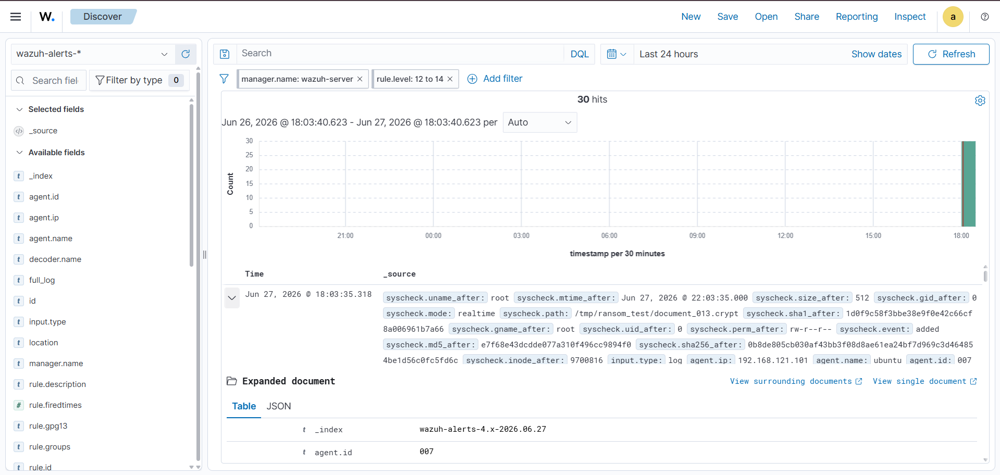 W.
Discover
New
Save
Open
Share
Reporting
Inspect
a
wazuh-alerts-*
Search
DQL
Last 24 hours
Show dates
Refresh
Search fiel
Filter by type 0
manager.name: wazuh-server
rule.level: 12 to 14
Add filter
Selected fields
_source
Available fields
_index
agent.id
agent.ip
agent.name
decoder.name
full_log
id
input.type
location
manager.name
rule.description
rule.firedtimes
rule.gpg13
rule.groups
rule.id
30 hits
Jun 26, 2026 @ 18:03:40.623 - Jun 27, 2026 @ 18:03:40.623 per
Auto
Count
30
25
20
15
10
5
0
21:00
00:00
03:00
06:00
09:00
12:00
15:00
18:00
timestamp per 30 minutes
Time
_source
Jun 27, 2026 @ 18:03:35.318
syscheck.uname_after: root syscheck.mtime_after: Jun 27, 2026 @ 22:03:35.000 syscheck.size_after: 512 syscheck.gid_after: 0
syscheck.mode: realtime syscheck.path: /tmp/ransom_test/document_013.crypt syscheck.sha1_after: 1d0f9c58f3bbe38e9f0e42c66cf
8a006961b7a66 syscheck.gname_after: root syscheck.uid_after: 0 syscheck.perm_after: rw-r--r-- syscheck.event: added
syscheck.md5_after: e7f68e43dcdde077a310f496cc9894f0 syscheck.sha256_after: 0b8de805cb030af43bb3f08d8ae61ea24bf7d969c3d46485
4be1d56c0fc5fd6c syscheck.inode_after: 9700816 input.type: log agent.ip: 192.168.121.101 agent.name: ubuntu agent.id: 007
Expanded document
View surrounding documents
View single document
Table
JSON
t _index wazuh-alerts-4.x-2026.06.27
t agent.id 007